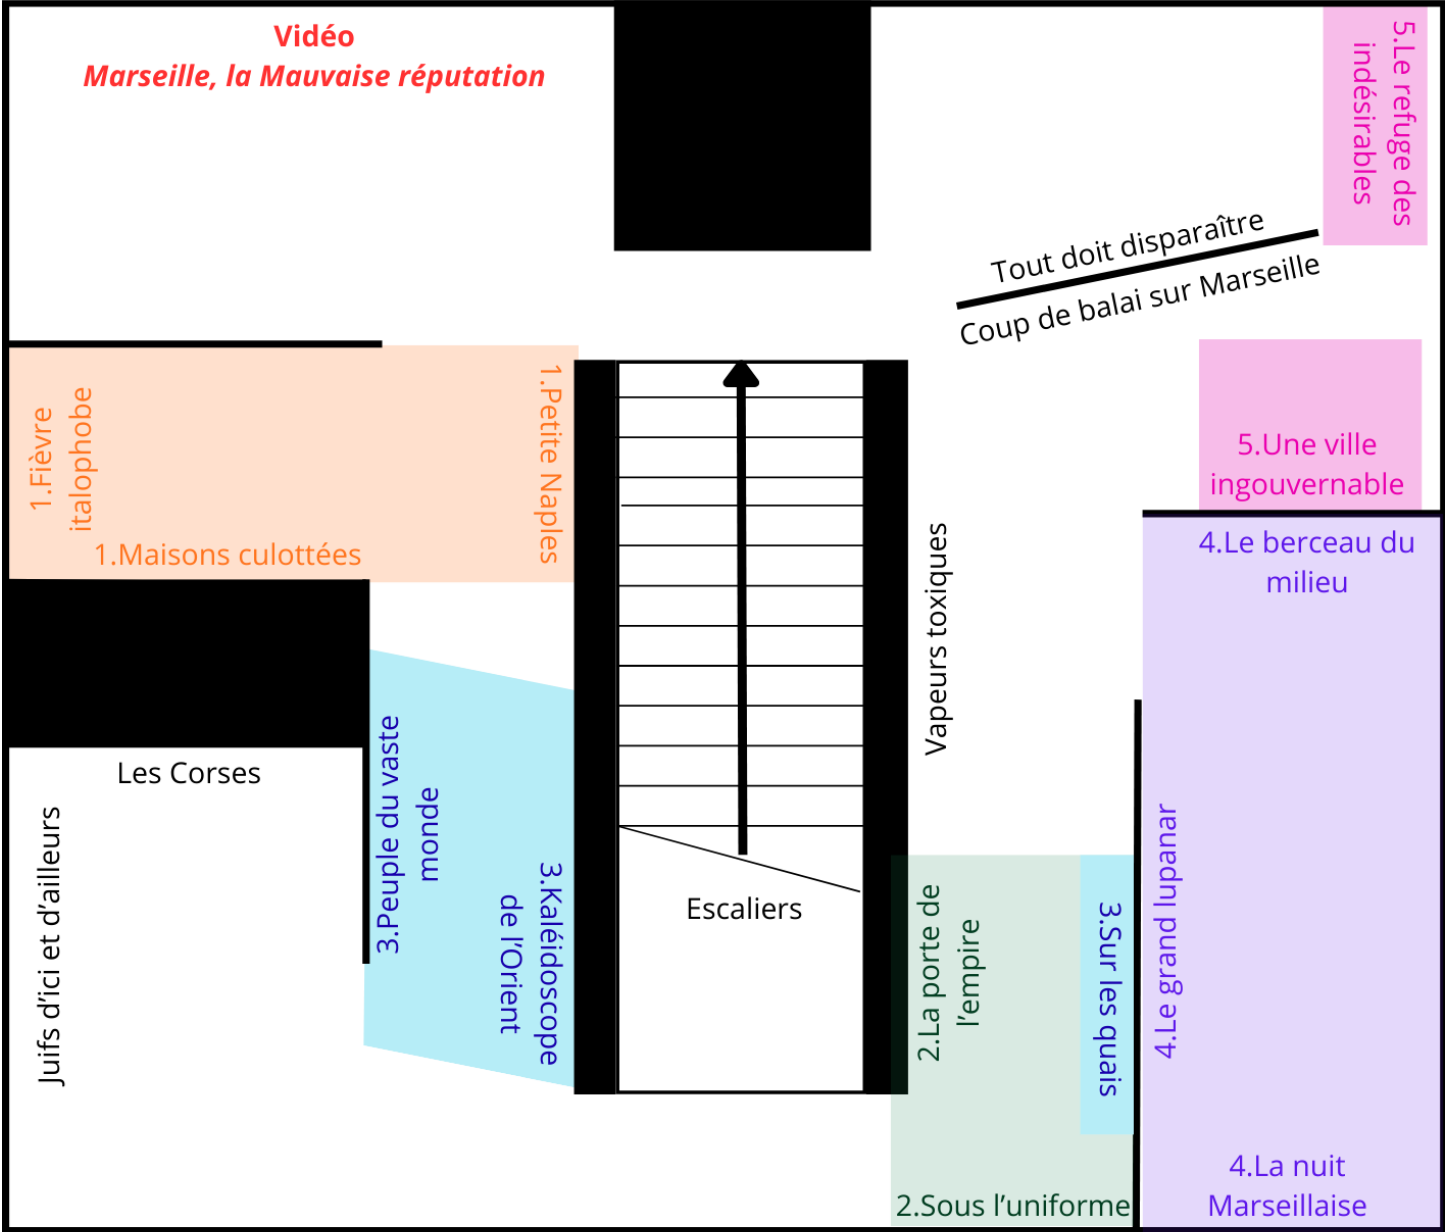 Vidéo
Marseille, la Mauvaise réputation
5.Le refuge des
indésirables
Tout doit disparaître
Coup de balai sur Marseille
1.Fièvre
italophobe
1.Maisons culottées
1.Petite Naples
5.Une ville
ingouvernable
4.Le berceau du
milieu
Vapeurs toxiques
Les Corses
Juifs d’ici et d’ailleurs
3.Peuple du vaste
monde
3.Kaléidoscope
de l’Orient
Escaliers
2.La porte de
l’empire
3.Sur les quais
4.Le grand lupanar
2.Sous l’uniforme
4.La nuit
Marseillaise